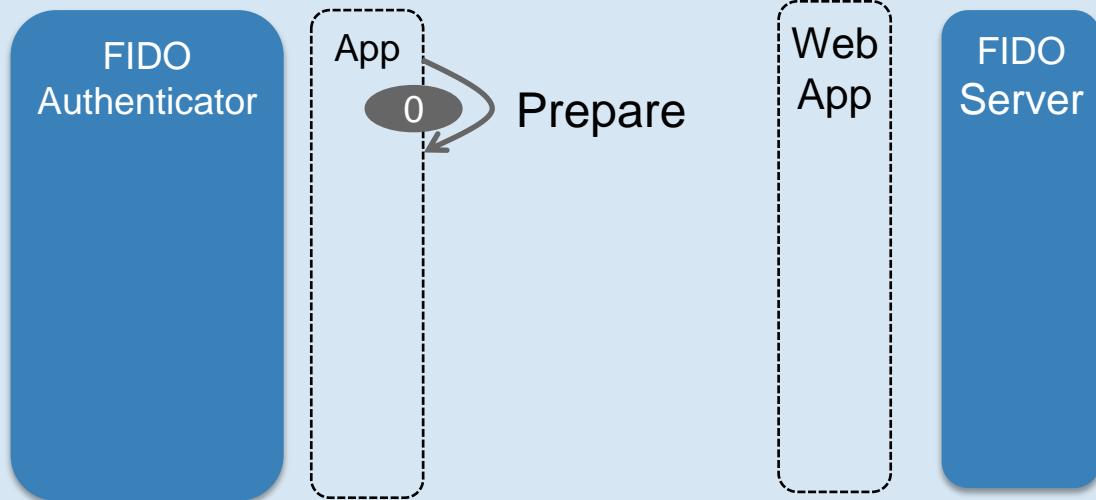 FIDO
Authenticator
App
0
Prepare
Web
App
FIDO
Server